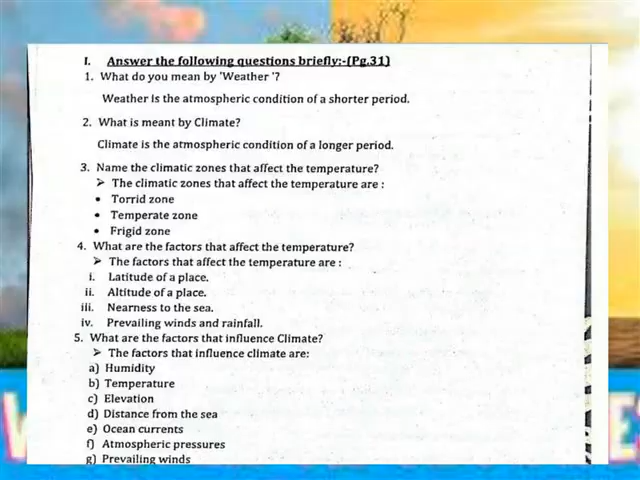 I. Answer the following questions briefly:-(Pg.31)
1. What do you mean by 'Weather '?
Weather is the atmospheric condition of a shorter period.
2. What is meant by Climate?
Climate is the atmospheric condition of a longer period.
3. Name the climatic zones that affect the temperature?
➤ The climatic zones that affect the temperature are :
• Torrid zone
• Temperate zone
• Frigid zone
4. What are the factors that affect the temperature?
➤ The factors that affect the temperature are :
i. Latitude of a place.
ii. Altitude of a place.
iii. Nearness to the sea.
iv. Prevailing winds and rainfall.
5. What are the factors that influence Climate?
➤ The factors that influence climate are:
a) Humidity
b) Temperature
c) Elevation
d) Distance from the sea
e) Ocean currents
f) Atmospheric pressures
g) Prevailing winds